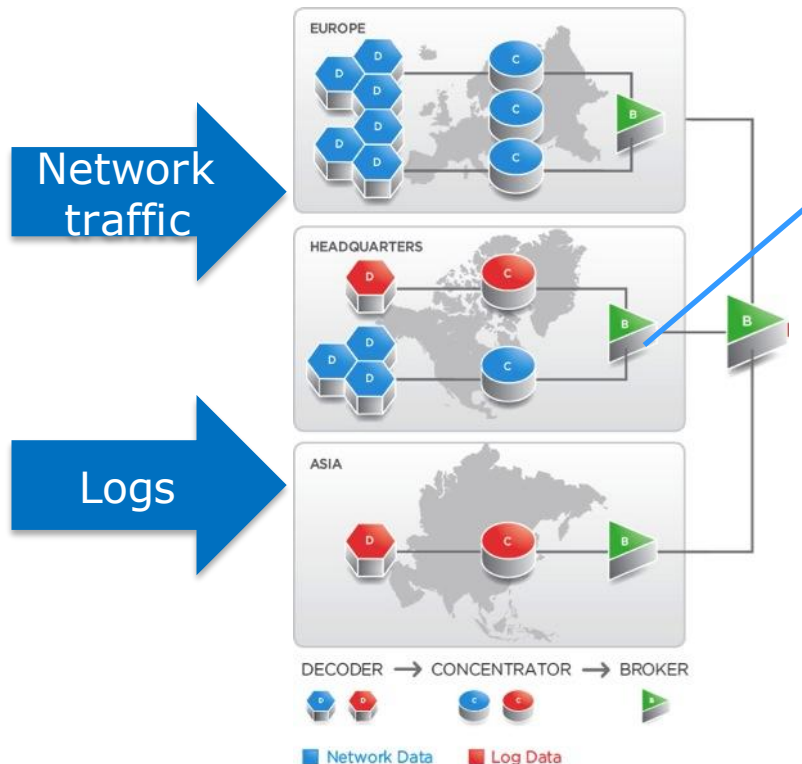 Network
traffic
Logs
EUROPE
D
D
D
D
D
D
D
C
C
C
B
HEADQUARTERS
D
C
D
D
D
C
B
B
ASIA
D
C
B
DECODER → CONCENTRATOR → BROKER
D D C C B
Network Data Log Data